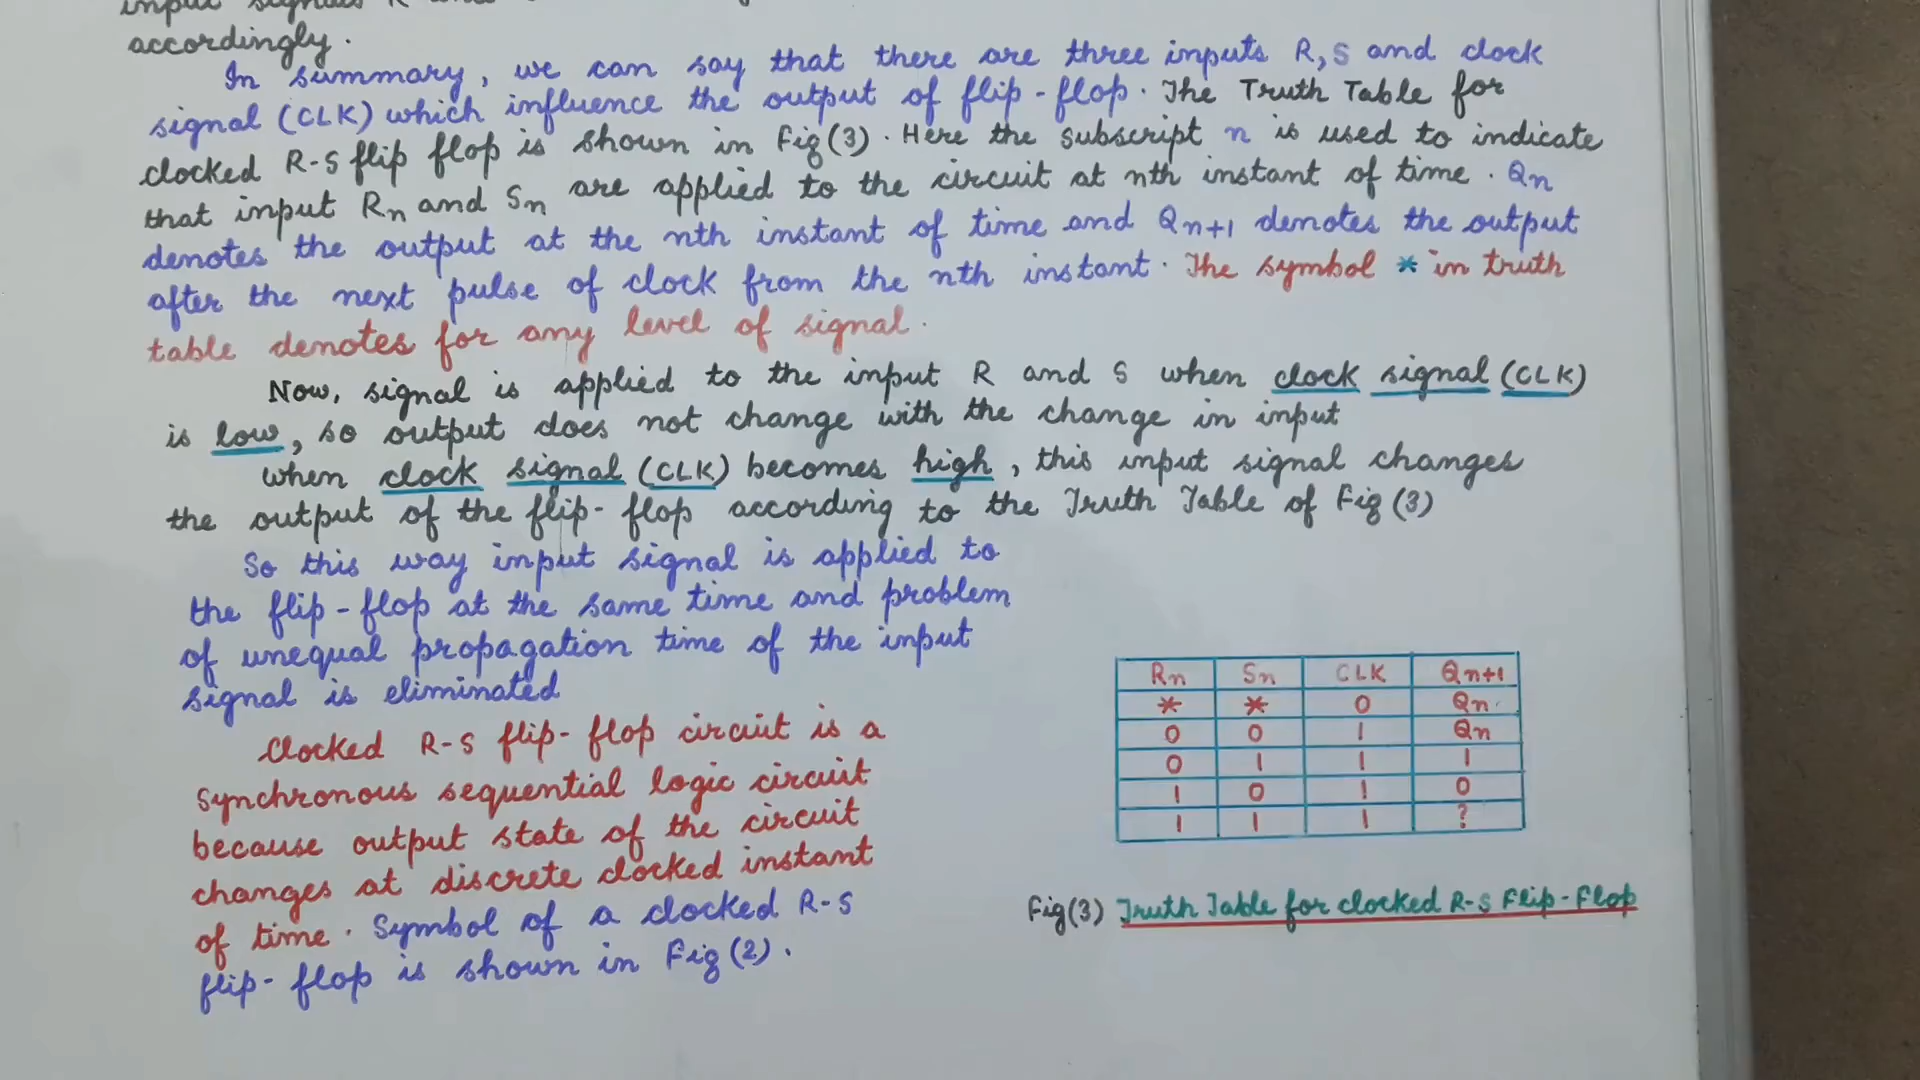 input signals R and
accordingly.
In summary, we can say that there are three inputs R, S and clock
signal (CLK) which influence the output of flip-flop. The Truth Table for
clocked R-S flip flop is shown in Fig (3). Here the subscript n is used to indicate
that input Rn and Sn are applied to the circuit at nth instant of time. Qn
denotes the output at the nth instant of time and Qn+1 denotes the output
after the next pulse of clock from the nth instant. The symbol * in truth
table denotes for any level of signal.
Now, signal is applied to the input R and S when clock signal (CLK)
is low, so output does not change with the change in input
when clock signal (CLK) becomes high, this input signal changes
the output of the flip-flop according to the Truth Table of Fig (3)
So this way input signal is applied to
the flip-flop at the same time and problem
of unequal propagation time of the input
signal is eliminated
Clocked R-S flip-flop circuit is a
Synchronous sequential logic circuit
because output state of the circuit
changes at discrete clocked instant
of time. Symbol of a clocked R-S
flip-flop is shown in Fig (2).
Rn Sn CLK Qn+1
* * 0 Qn.
0 0 1 Qn
0 1 1 1
1 0 1 0
1 1 1 ?
Fig(3) Truth Table for clocked R-S Flip-Flop